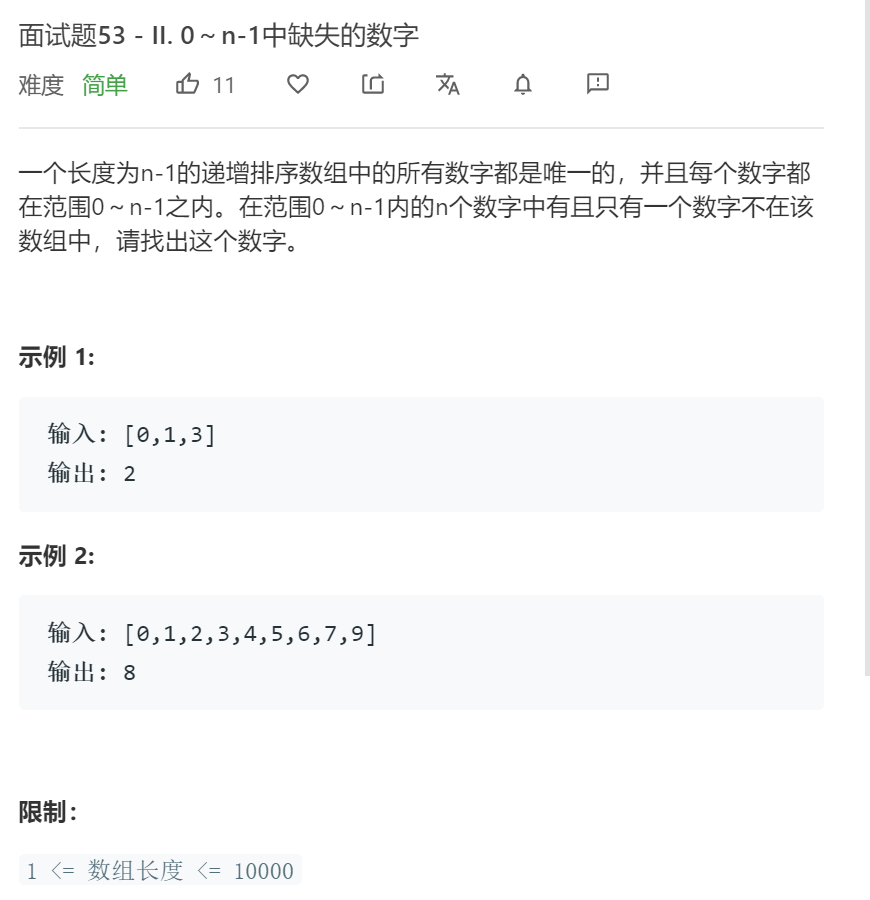 面试题53 - II. 0～n-1中缺失的数字
难度 简单 11
一个长度为n-1的递增排序数组中的所有数字都是唯一的，并且每个数字都
在范围0～n-1之内。在范围0～n-1内的n个数字中有且只有一个数字不在该
数组中，请找出这个数字。
示例 1:
输入: [0,1,3]
输出: 2
示例 2:
输入: [0,1,2,3,4,5,6,7,9]
输出: 8
限制：
1 <= 数组长度 <= 10000